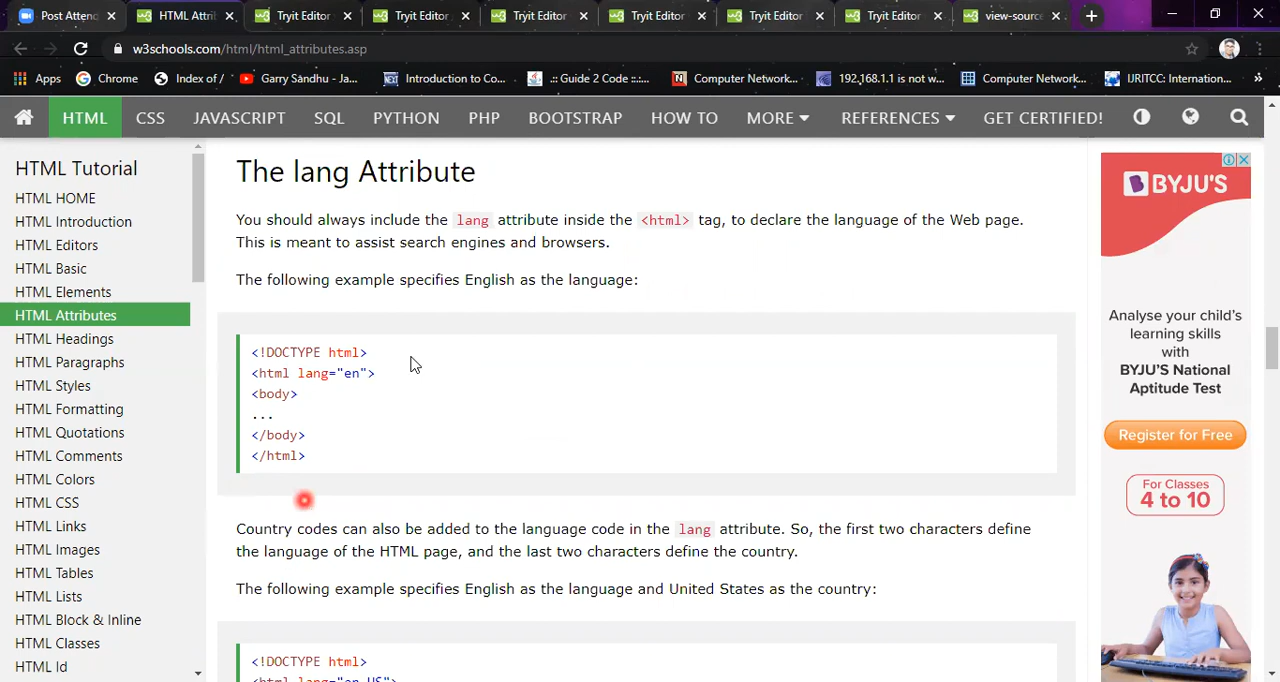 Post Attend
HTML Attri
Tryit Editor
Tryit Editor
Tryit Editor
Tryit Editor
Tryit Editor
Tryit Editor
view-source
w3schools.com/html/html_attributes.asp
Apps
Chrome
Index of /
Garry Sandhu - Ja...
Introduction to Co...
.:: Guide 2 Code ::...
Computer Network...
192.168.1.1 is not w...
Computer Network...
IJRITCC: Internation...
HTML
CSS
JAVASCRIPT
SQL
PYTHON
PHP
BOOTSTRAP
HOW TO
MORE
REFERENCES
GET CERTIFIED!
HTML Tutorial
HTML HOME
HTML Introduction
HTML Editors
HTML Basic
HTML Elements
HTML Attributes
HTML Headings
HTML Paragraphs
HTML Styles
HTML Formatting
HTML Quotations
HTML Comments
HTML Colors
HTML CSS
HTML Links
HTML Images
HTML Tables
HTML Lists
HTML Block & Inline
HTML Classes
HTML Id
The lang Attribute
You should always include the lang attribute inside the <html> tag, to declare the language of the Web page.
This is meant to assist search engines and browsers.
The following example specifies English as the language:
<!DOCTYPE html>
<html lang="en">
<body>
...
</body>
</html>
Country codes can also be added to the language code in the lang attribute. So, the first two characters define
the language of the HTML page, and the last two characters define the country.
The following example specifies English as the language and United States as the country:
<!DOCTYPE html>
<html lang="en-US">
BYJU'S
Analyse your child's
learning skills
with
BYJU'S National
Aptitude Test
Register for Free
For Classes
4 to 10